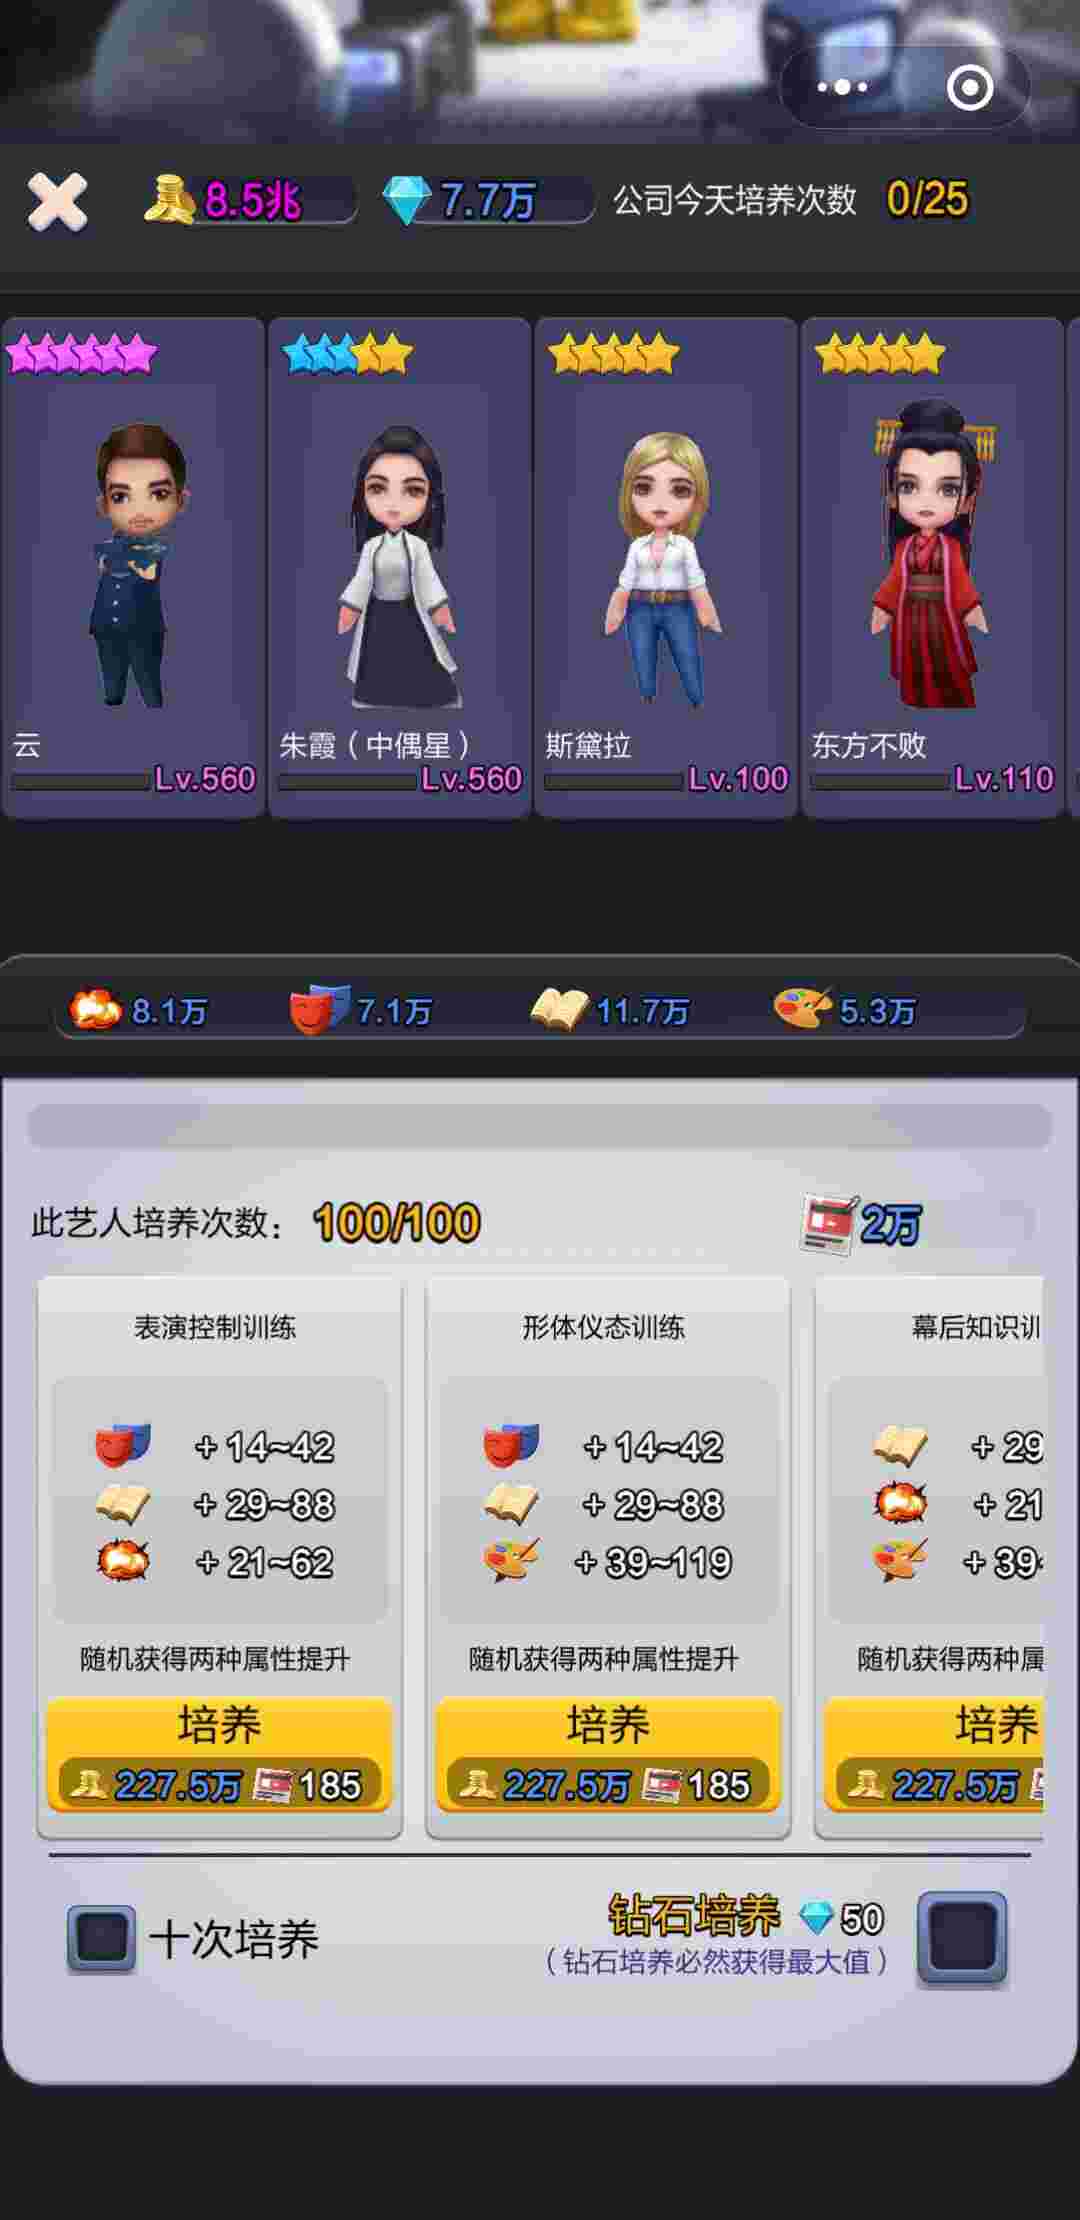 8.5兆 7.7万 公司今天培养次数 0/25
云 朱霞（中偶星） 斯黛拉 东方不败
Lv.560 Lv.560 Lv.100 Lv.110
8.1万 7.1万 11.7万 5.3万
此艺人培养次数： 100/100 2万
表演控制训练 形体仪态训练 幕后知识训
+14~42 +14~42 +29
+29~88 +29~88 +21
+21~62 +39~119 +39
随机获得两种属性提升 随机获得两种属性提升 随机获得两种属
培养 培养 培养
227.5万 185 227.5万 185 227.5万
十次培养 钻石培养 50
（钻石培养必然获得最大值）